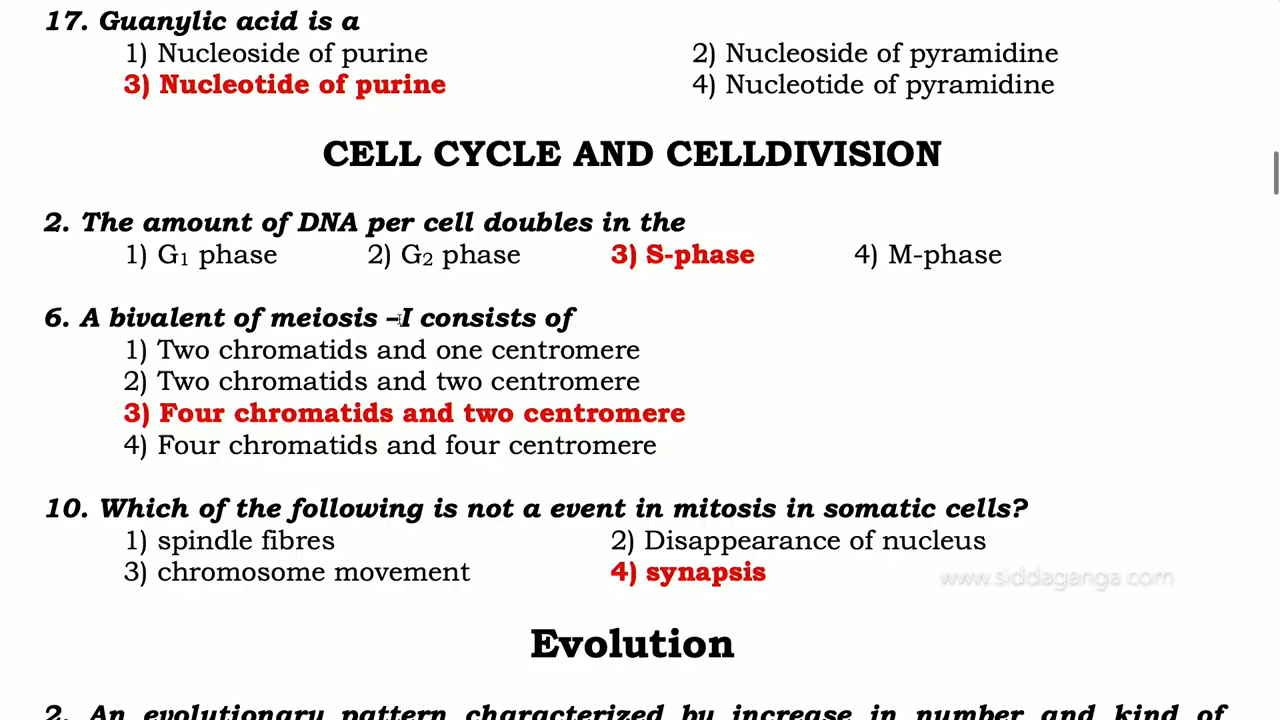 17. Guanylic acid is a
1) Nucleoside of purine 2) Nucleoside of pyramidine
3) Nucleotide of purine 4) Nucleotide of pyramidine
CELL CYCLE AND CELLDIVISION
2. The amount of DNA per cell doubles in the
1) G₁ phase 2) G₂ phase 3) S-phase 4) M-phase
6. A bivalent of meiosis –I consists of
1) Two chromatids and one centromere
2) Two chromatids and two centromere
3) Four chromatids and two centromere
4) Four chromatids and four centromere
10. Which of the following is not a event in mitosis in somatic cells?
1) spindle fibres 2) Disappearance of nucleus
3) chromosome movement 4) synapsis
www.siddaganga.com
Evolution
2. An evolutionary pattern characterized by increase in number and kind of